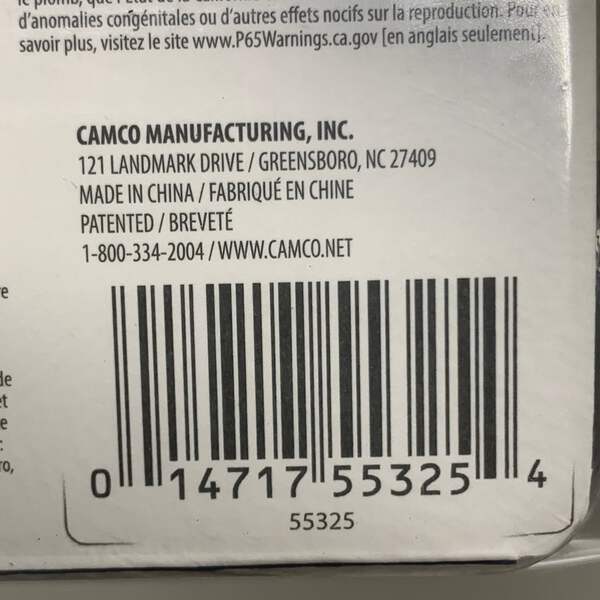 d'anomalies congénitales ou d'autres effets nocifs sur la reproduction. Pour en
savoir plus, visitez le site www.P65Warnings.ca.gov [en anglais seulement].
CAMCO MANUFACTURING, INC.
121 LANDMARK DRIVE / GREENSBORO, NC 27409
MADE IN CHINA / FABRIQUÉ EN CHINE
PATENTED / BREVETÉ
1-800-334-2004 / WWW.CAMCO.NET
0 14717 55325 4
55325